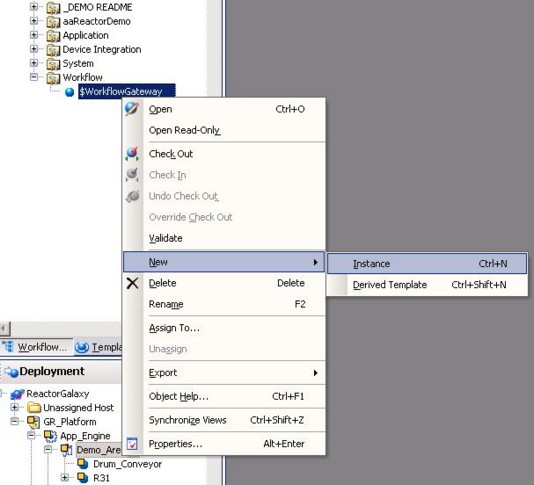 _DEMO README
aaReactorDemo
Application
Device Integration
System
Workflow
$WorkflowGateway
Open Ctrl+O
Open Read-Only
Check Out
Check In
Undo Check Out
Override Check Out
Validate
New
Instance Ctrl+N
Derived Template Ctrl+Shift+N
Delete Delete
Rename F2
Assign To...
Unassign
Export
Object Help... Ctrl+F1
Synchronize Views Ctrl+Shift+Z
Properties... Alt+Enter
Workflow...
Templa
Deployment
ReactorGalaxy
Unassigned Host
GR_Platform
App_Engine
Demo_Are
Drum_Conveyor
R31